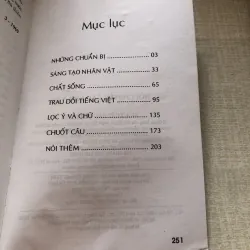 Mục lục
NHỮNG CHUẨN BỊ 03
SÁNG TẠO NHÂN VẬT 33
CHẤT SỐNG 65
TRAU DỒI TIẾNG VIỆT 95
LỌC Ý VÀ CHỮ 135
CHUỐT CÂU 173
NÓI THÊM 203
251